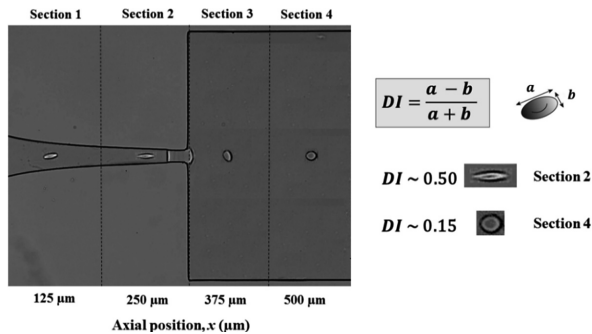 Section 1 Section 2 Section 3 Section 4
DI = a − b / a + b
a
b
DI ~ 0.50 Section 2
DI ~ 0.15 Section 4
125 µm 250 µm 375 µm 500 µm
Axial position, x (µm)